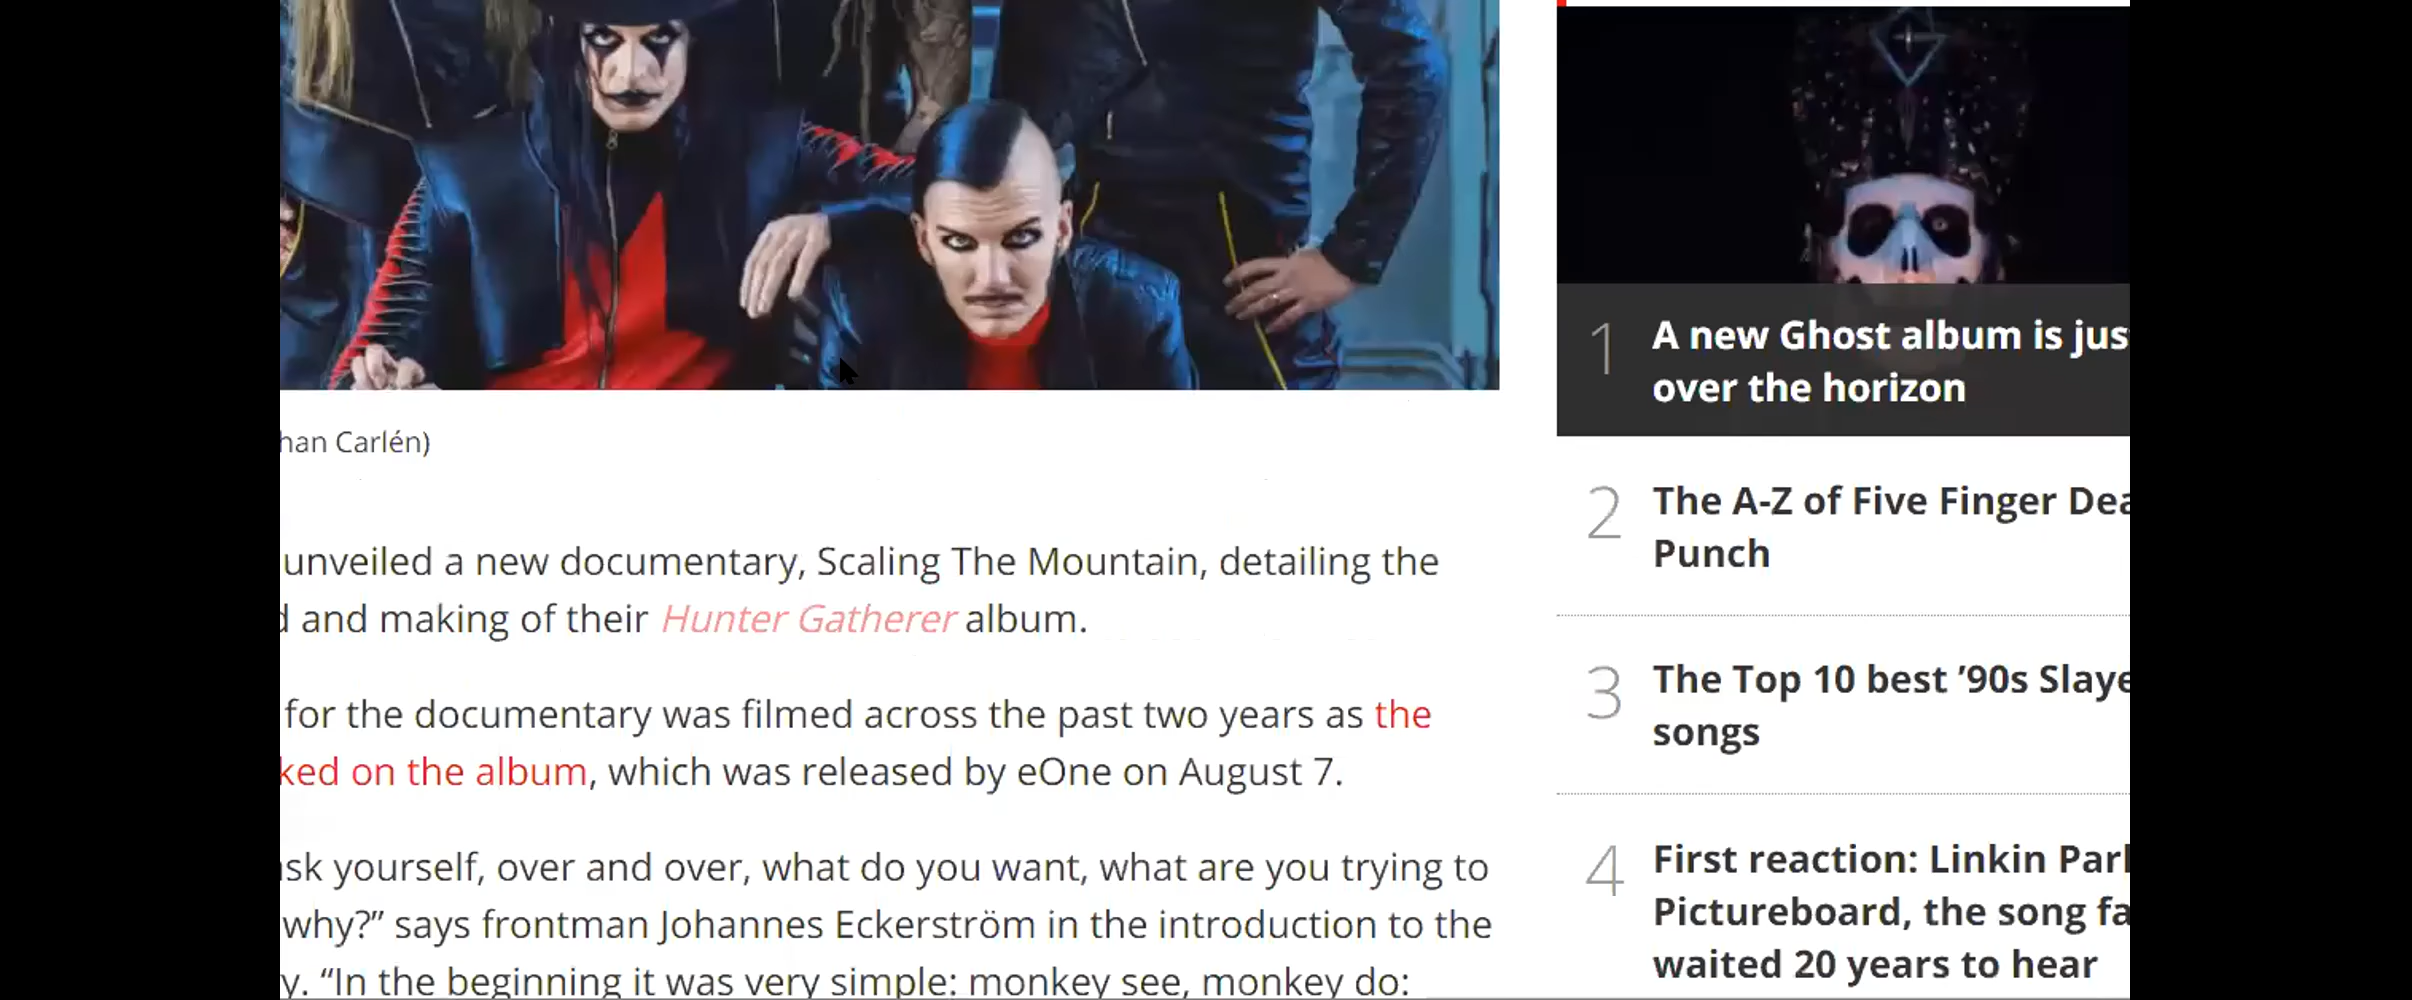 han Carlén)
unveiled a new documentary, Scaling The Mountain, detailing the
d and making of their Hunter Gatherer album.
for the documentary was filmed across the past two years as the
ked on the album, which was released by eOne on August 7.
sk yourself, over and over, what do you want, what are you trying to
why?” says frontman Johannes Eckerström in the introduction to the
y. “In the beginning it was very simple: monkey see, monkey do:
1 A new Ghost album is jus
over the horizon
2 The A-Z of Five Finger Dea
Punch
3 The Top 10 best ’90s Slaye
songs
4 First reaction: Linkin Par
Pictureboard, the song fa
waited 20 years to hear